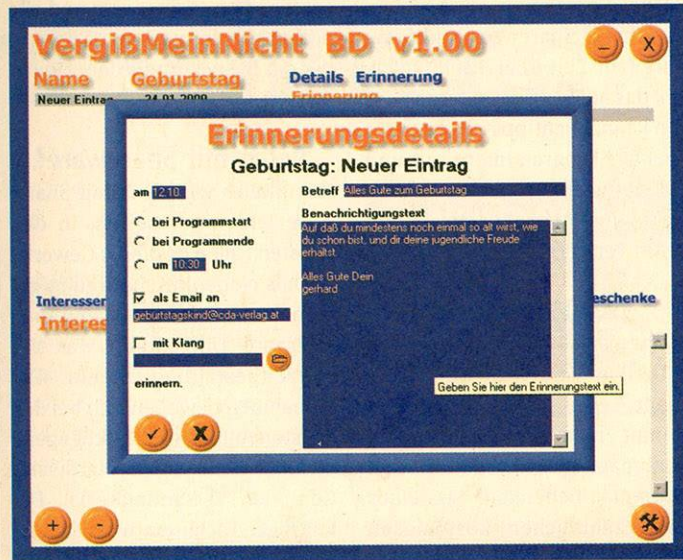 VergißMeinNicht BD v1.00
Name Geburtstag Details Erinnerung
Neuer Eintrag 24.01.2000 Erinnerung
Erinnerungsdetails
Geburtstag: Neuer Eintrag
am 12.10.
bei Programmstart
bei Programmende
um 10:30 Uhr
als Email an
geburtstagskind@cda-verlag.at
mit Klang
erinnern.
Betreff Alles Gute zum Geburtstag
Benachrichtigungstext
Auf daß du mindestens noch einmal so alt wirst, wie
du schon bist, und dir deine jugendliche Freude
erhältst.
Alles Gute Dein
gerhard
Geben Sie hier den Erinnerungstext ein.